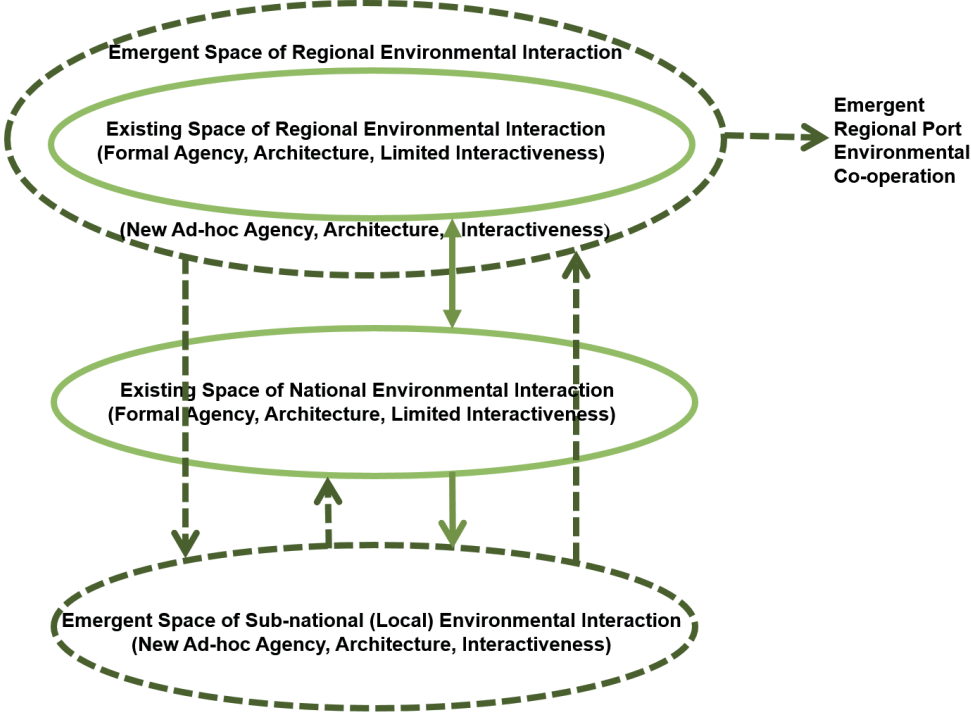 Emergent Space of Regional Environmental Interaction
Existing Space of Regional Environmental Interaction
(Formal Agency, Architecture, Limited Interactiveness)
(New Ad-hoc Agency, Architecture, Interactiveness)
Emergent
Regional Port
Environmental
Co-operation
Existing Space of National Environmental Interaction
(Formal Agency, Architecture, Limited Interactiveness)
Emergent Space of Sub-national (Local) Environmental Interaction
(New Ad-hoc Agency, Architecture, Interactiveness)